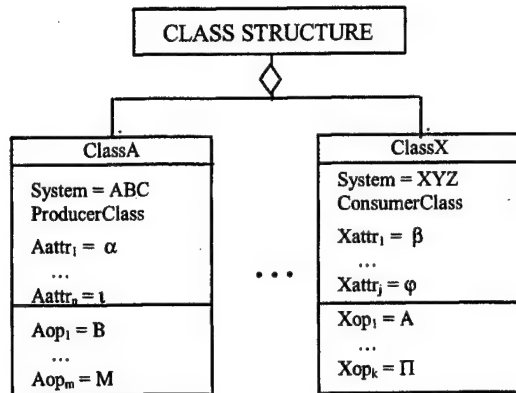 CLASS STRUCTURE
ClassA
System = ABC
ProducerClass
Aattr₁ = α
...
Aattrₙ = ι
Aop₁ = B
...
Aopₘ = M
...
ClassX
System = XYZ
ConsumerClass
Xattr₁ = β
...
Xattrⱼ = φ
Xop₁ = A
...
Xopₖ = Π